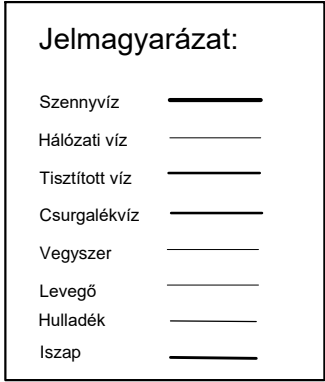 Jelmagyarázat:
Szennyvíz
Hálózati víz
Tisztított víz
Csurgalékvíz
Vegyszer
Levegő
Hulladék
Iszap